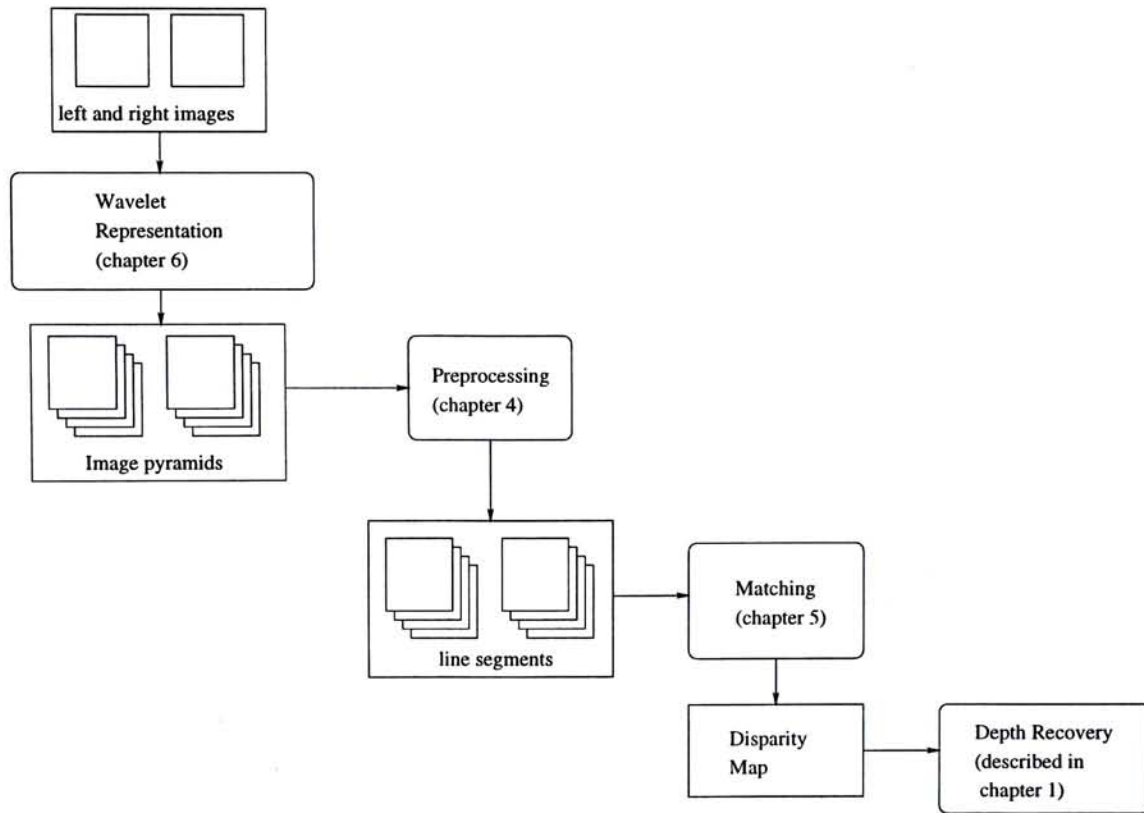 left and right images
Wavelet
Representation
(chapter 6)
Image pyramids
Preprocessing
(chapter 4)
line segments
Matching
(chapter 5)
Disparity
Map
Depth Recovery
(described in
chapter 1)